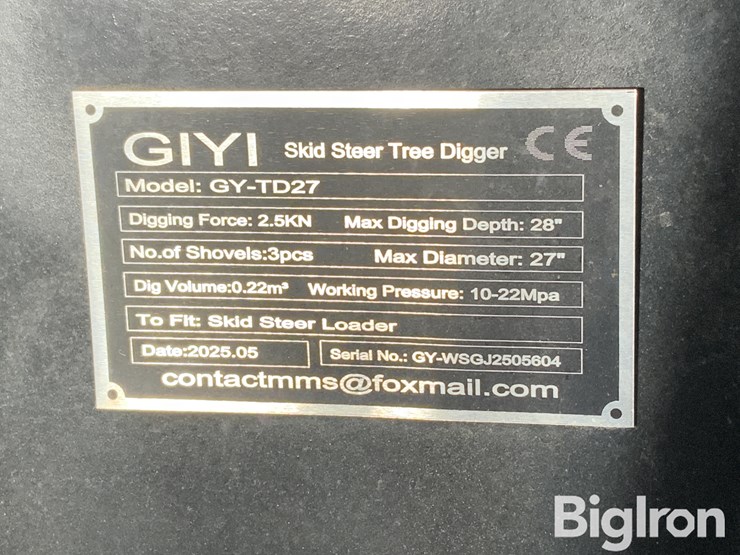 GIYI Skid Steer Tree Digger CE
Model: GY-TD27
Digging Force: 2.5KN Max Digging Depth: 28"
No.of Shovels:3pcs Max Diameter: 27"
Dig Volume:0.22m³ Working Pressure: 10-22Mpa
To Fit: Skid Steer Loader
Date:2025.05 Serial No.: GY-WSGJ2505604
contactmms@foxmail.com
BigIron